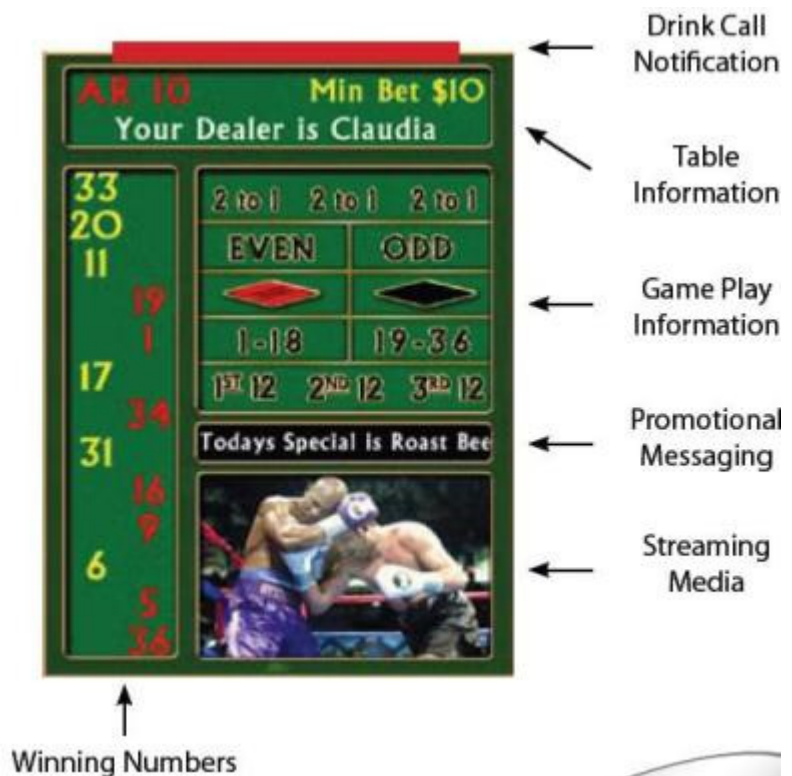 Drink Call
Notification
AR 10 Min Bet $10
Your Dealer is Claudia
Table
Information
33
20
11
19
1
17
34
31
16
9
6
5
36
2 to 1 2 to 1 2 to 1
EVEN ODD
1-18 19-36
1ST 12 2ND 12 3RD 12
Game Play
Information
Todays Special is Roast Bee
Promotional
Messaging
Streaming
Media
Winning Numbers